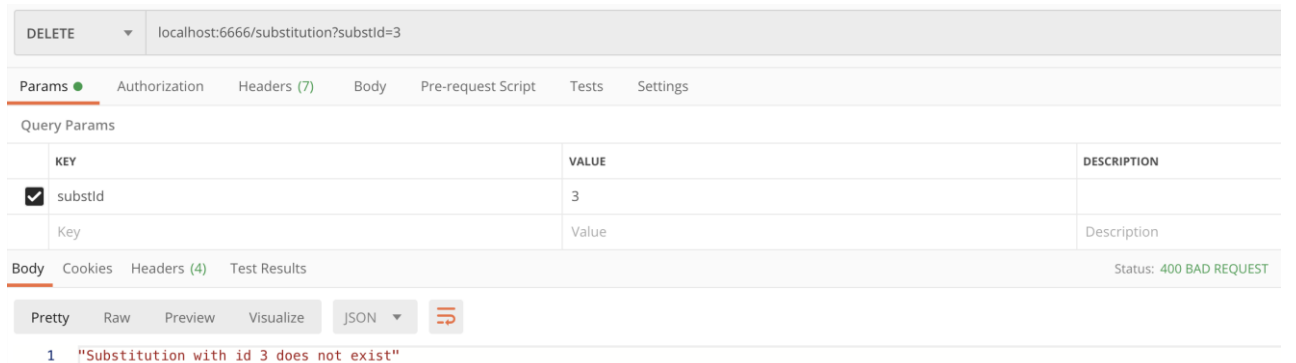 DELETE localhost:6666/substitution?substId=3
Params Authorization Headers (7) Body Pre-request Script Tests Settings
Query Params
KEY VALUE DESCRIPTION
substId 3
Key Value Description
Body Cookies Headers (4) Test Results Status: 400 BAD REQUEST
Pretty Raw Preview Visualize JSON
1 "Substitution with id 3 does not exist"